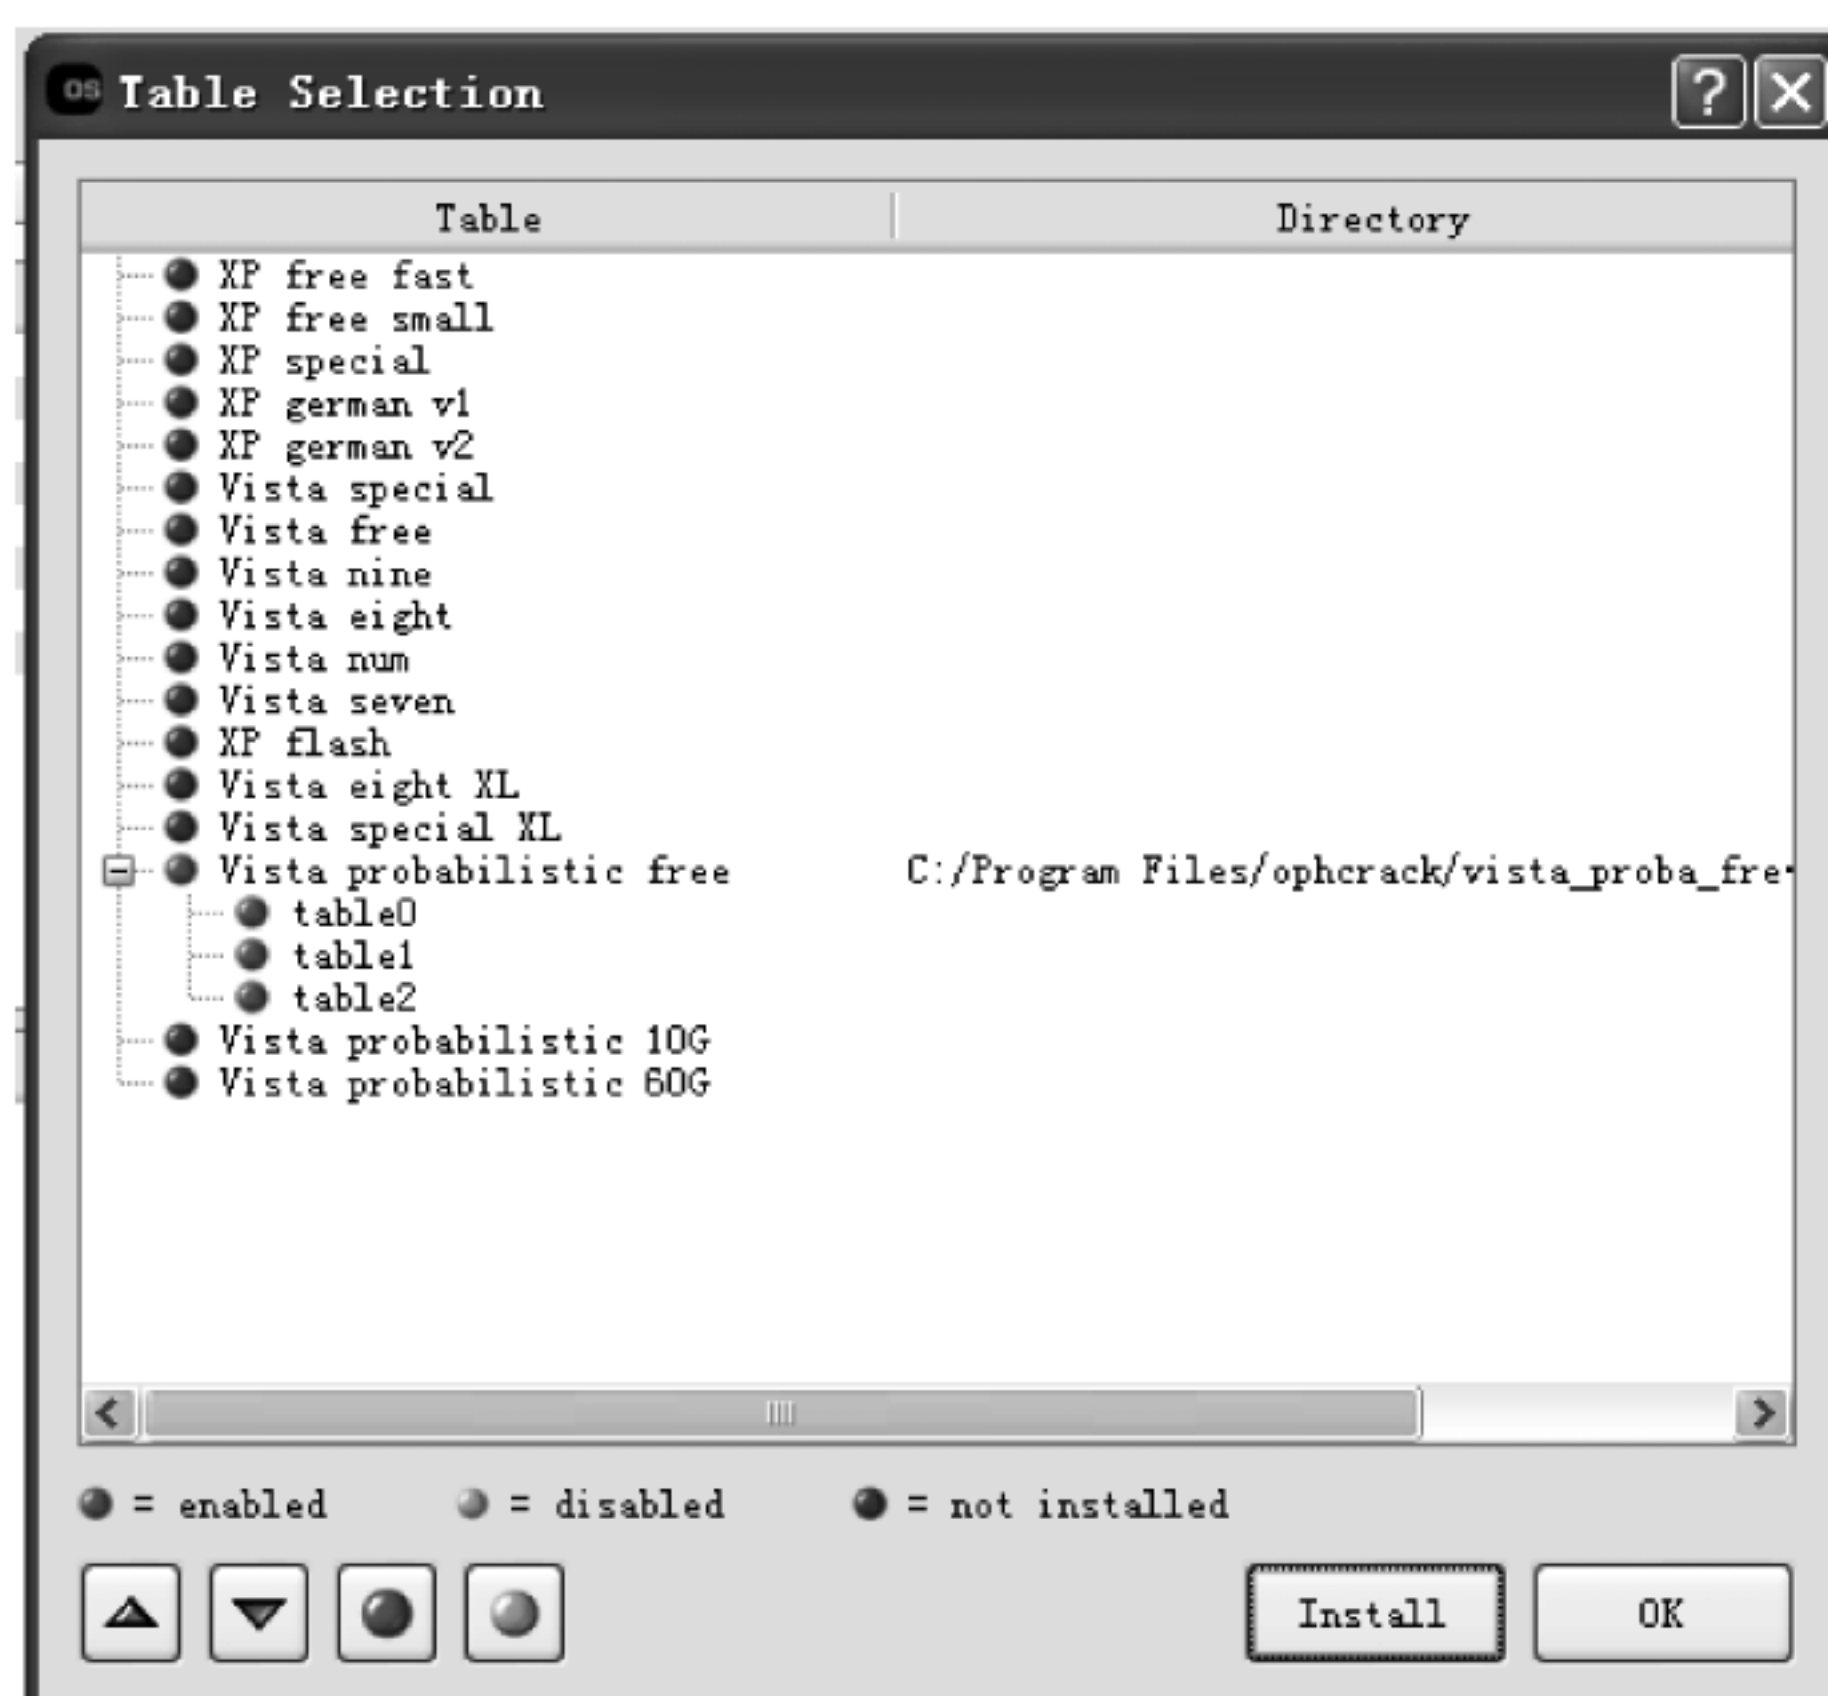 OS Table Selection
Table Directory
XP free fast
XP free small
XP special
XP german v1
XP german v2
Vista special
Vista free
Vista nine
Vista eight
Vista num
Vista seven
XP flash
Vista eight XL
Vista special XL
Vista probabilistic free C:/Program Files/ophcrack/vista_proba_fre
table0
table1
table2
Vista probabilistic 10G
Vista probabilistic 60G
= enabled = disabled = not installed
Install OK